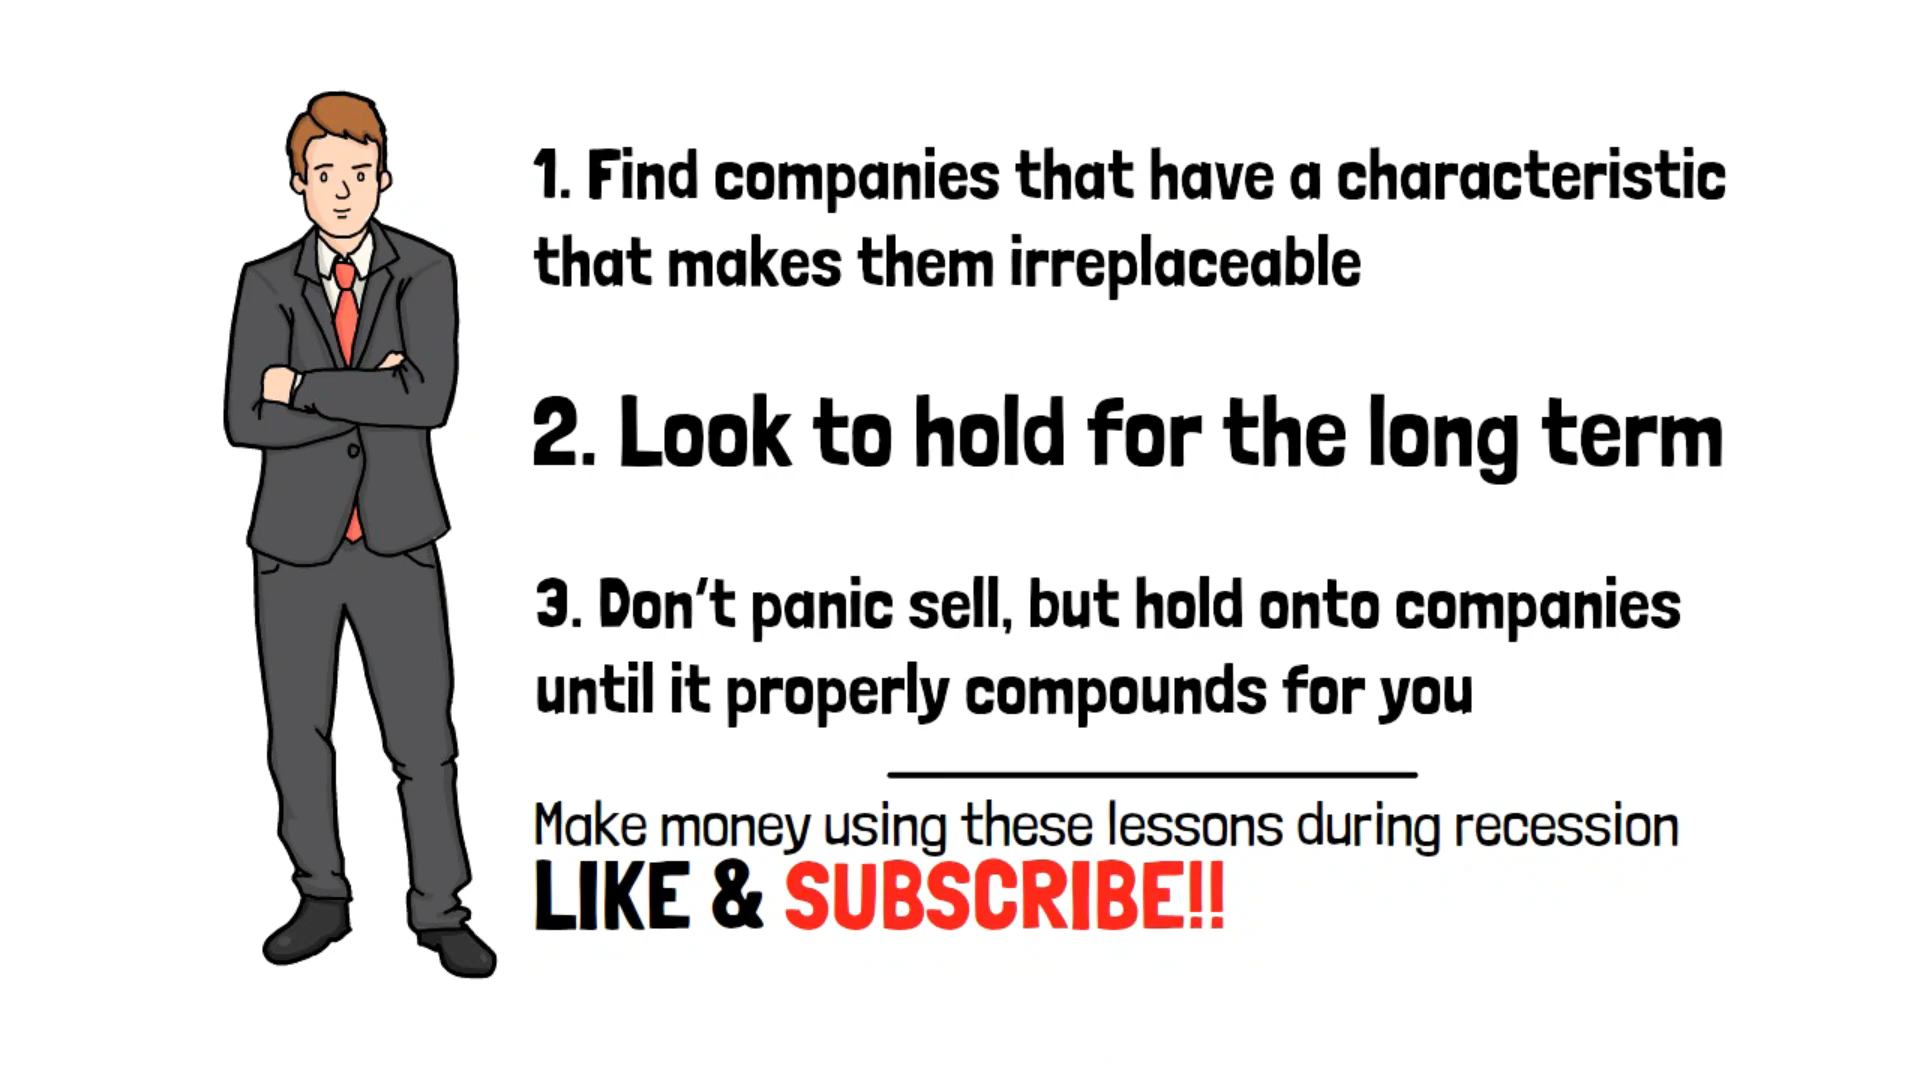 1. Find companies that have a characteristic
that makes them irreplaceable
2. Look to hold for the long term
3. Don't panic sell, but hold onto companies
until it properly compounds for you
Make money using these lessons during recession
LIKE & SUBSCRIBE!!